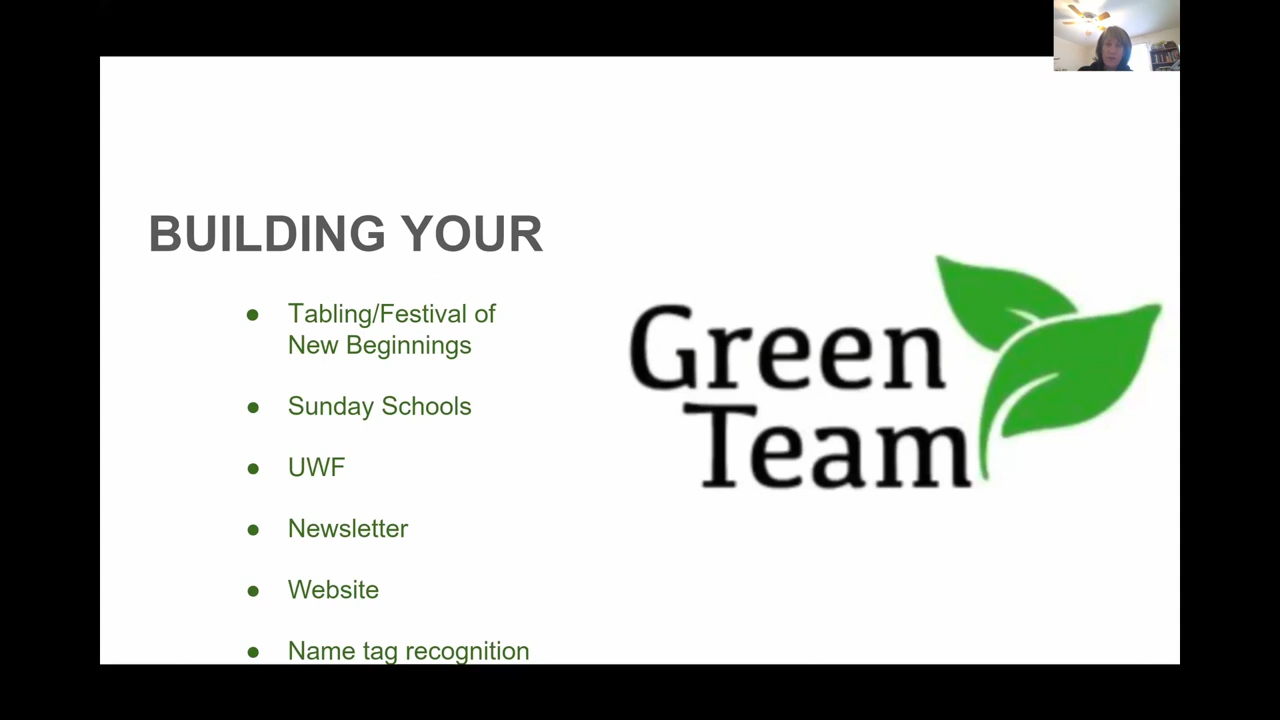 BUILDING YOUR
● Tabling/Festival of
New Beginnings
● Sunday Schools
● UWF
● Newsletter
● Website
● Name tag recognition
Green
Team